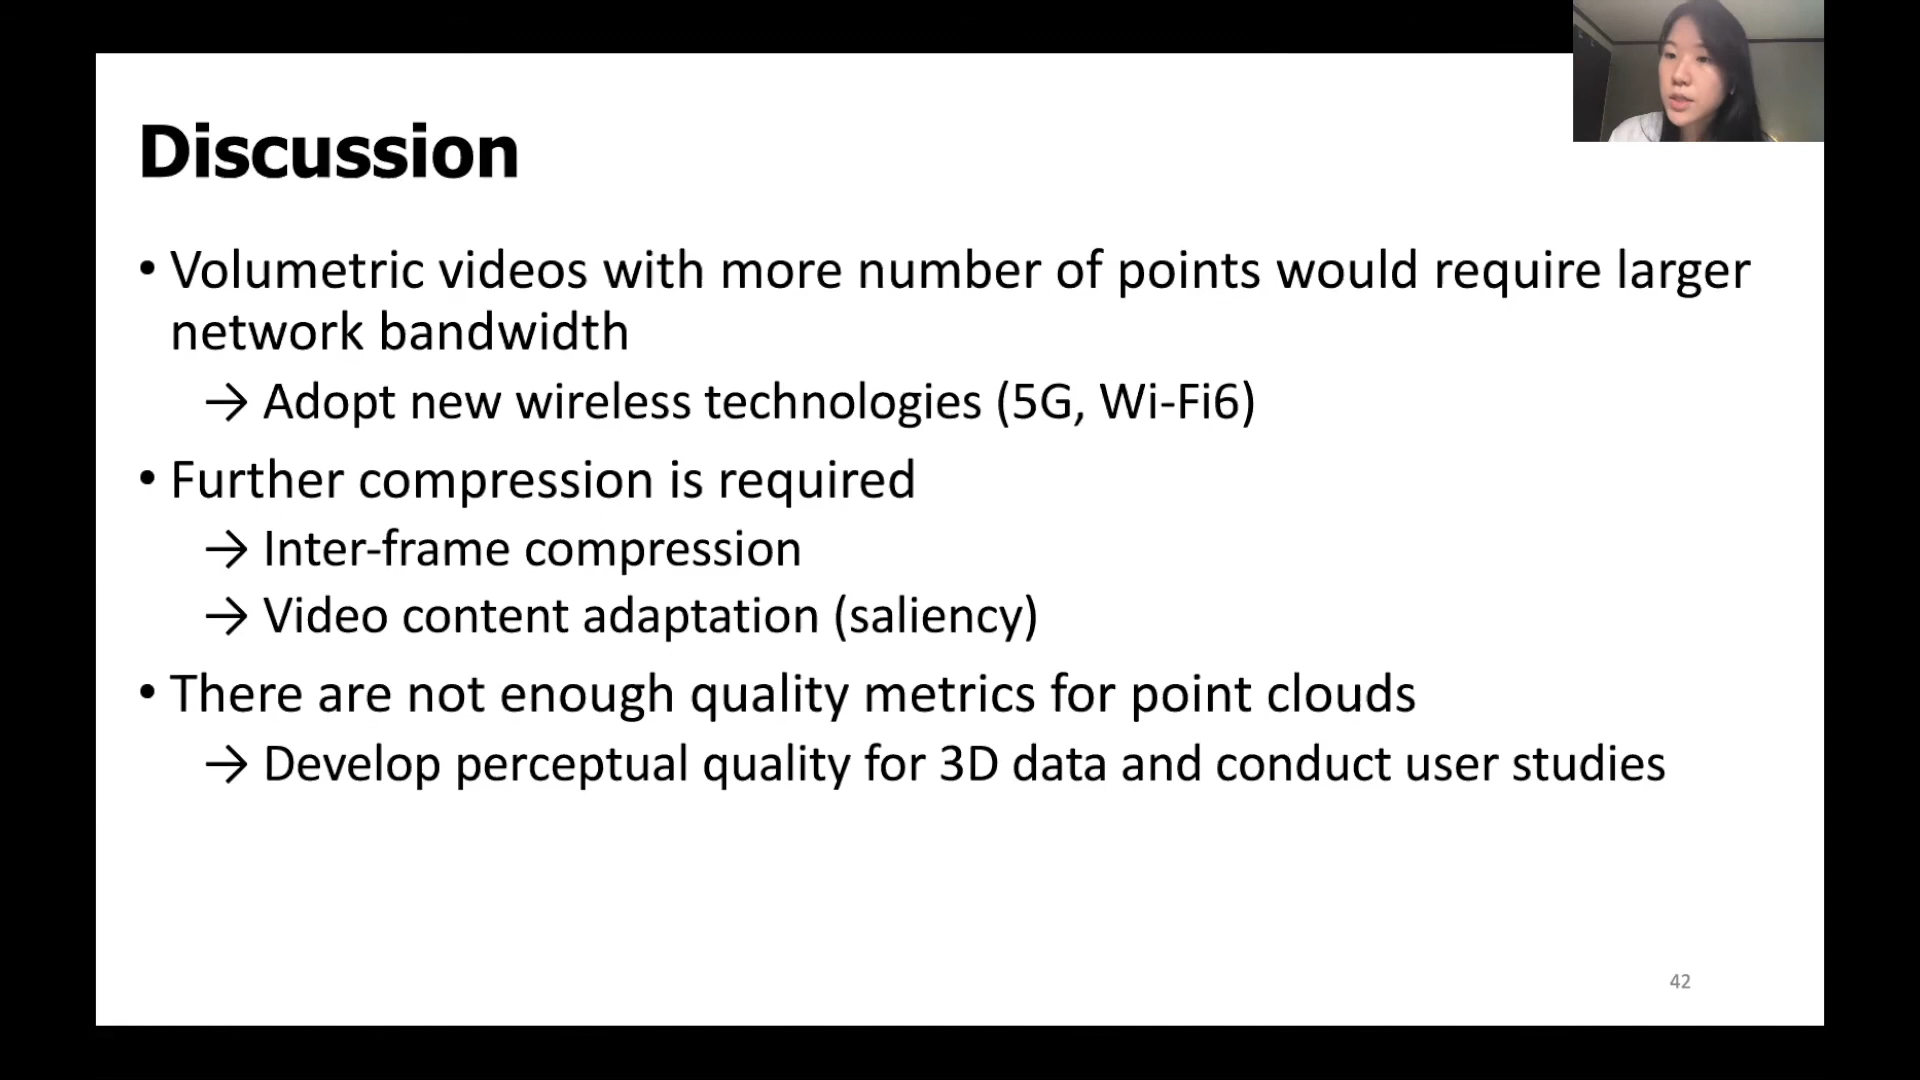 Discussion
• Volumetric videos with more number of points would require larger
network bandwidth
→ Adopt new wireless technologies (5G, Wi-Fi6)
• Further compression is required
→ Inter-frame compression
→ Video content adaptation (saliency)
• There are not enough quality metrics for point clouds
→ Develop perceptual quality for 3D data and conduct user studies
42